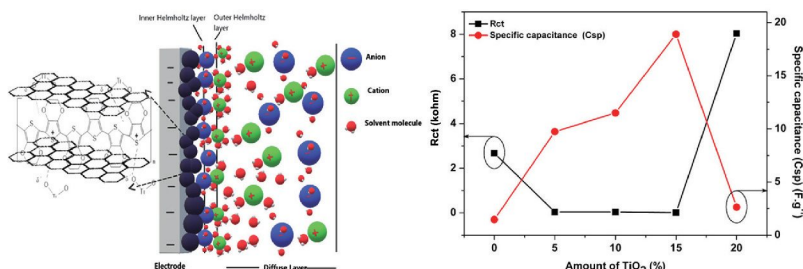 Inner Helmholtz layer
Outer Helmholtz
layer
Anion
Cation
Solvent molecule
Electrode
Diffuse Layer
Rct
Specific capacitance (Csp)
Rct (kohm)
8
6
4
2
0
Specific capacitance (Csp) (F.g⁻¹)
20
15
10
5
0
0 5 10 15 20
Amount of TiO₂ (%)